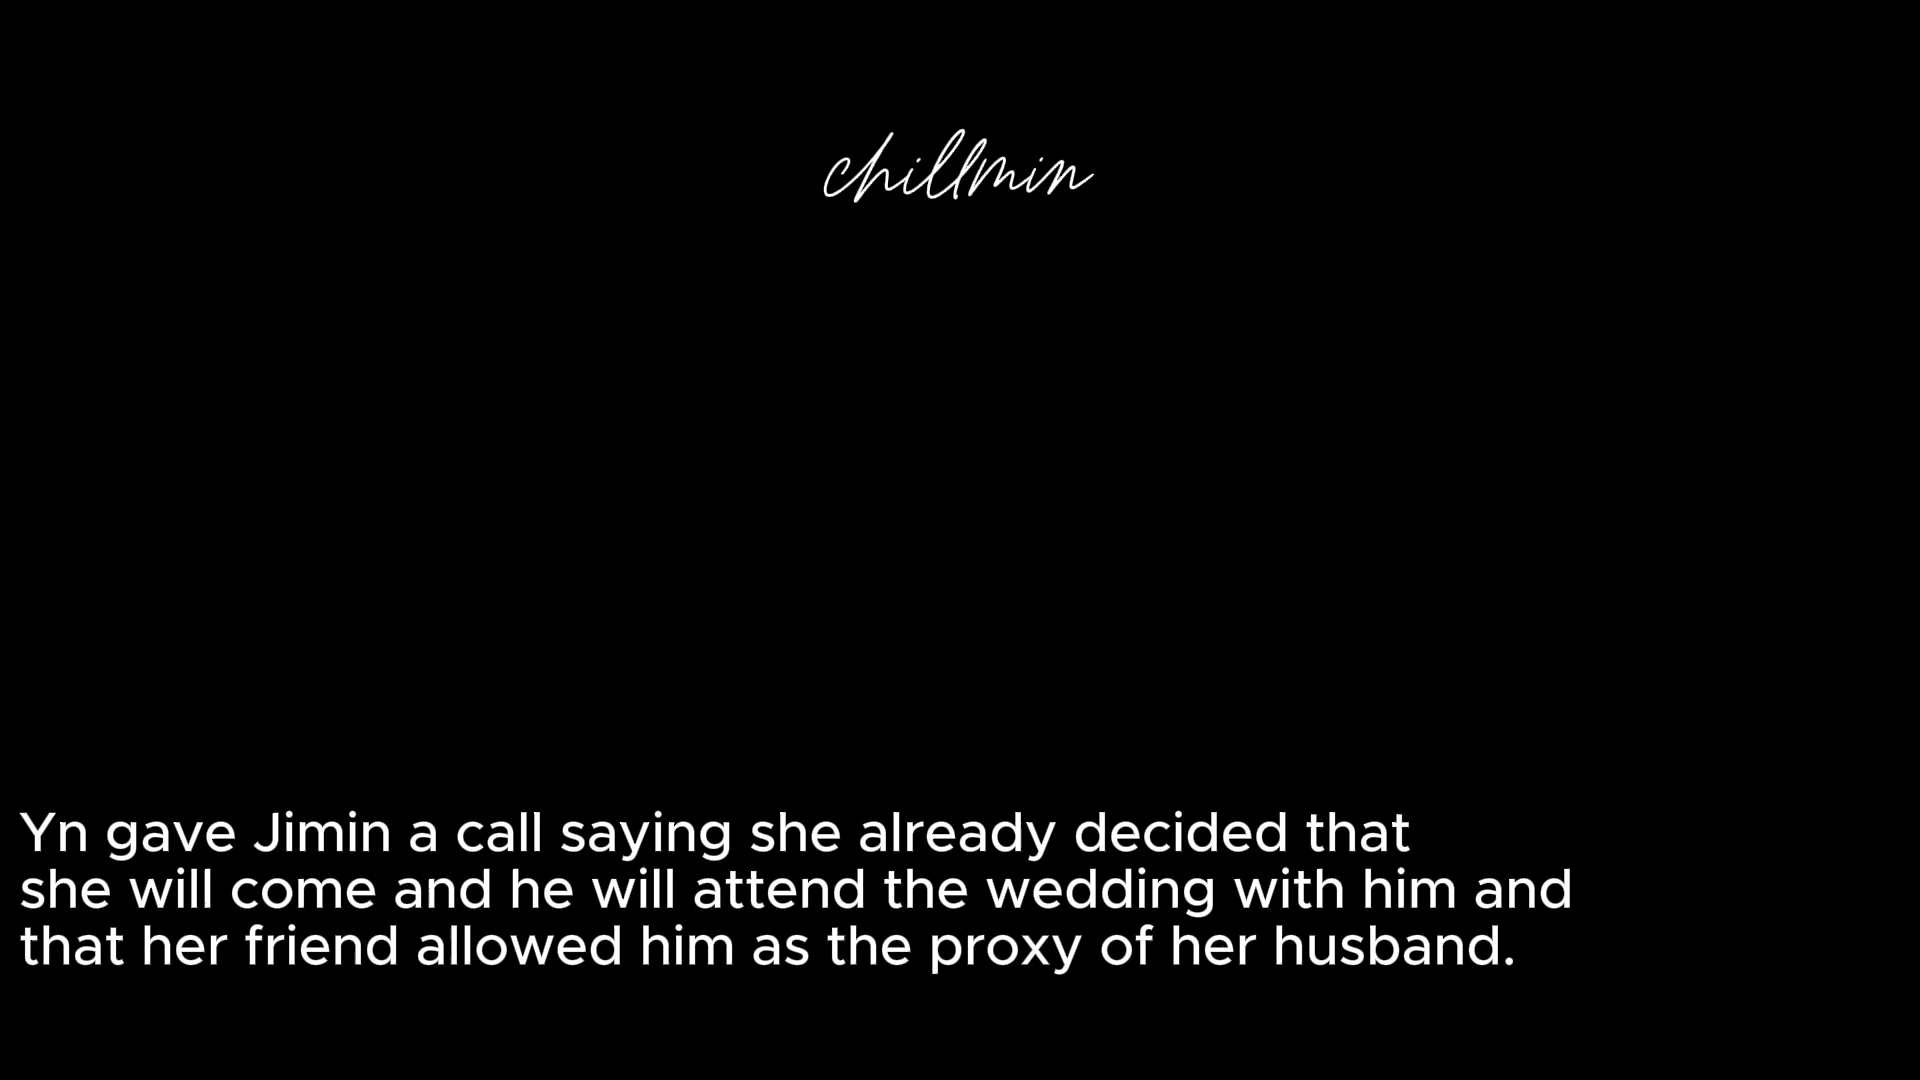 chillmin
Yn gave Jimin a call saying she already decided that
she will come and he will attend the wedding with him and
that her friend allowed him as the proxy of her husband.